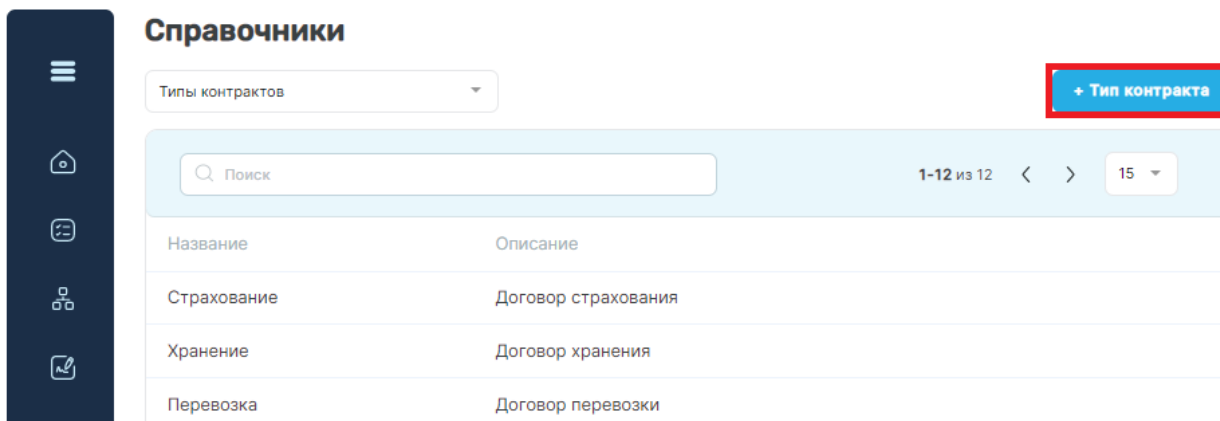 Справочники
Типы контрактов
+ Тип контракта
Поиск
1-12 из 12
15
Название Описание
Страхование Договор страхования
Хранение Договор хранения
Перевозка Договор перевозки